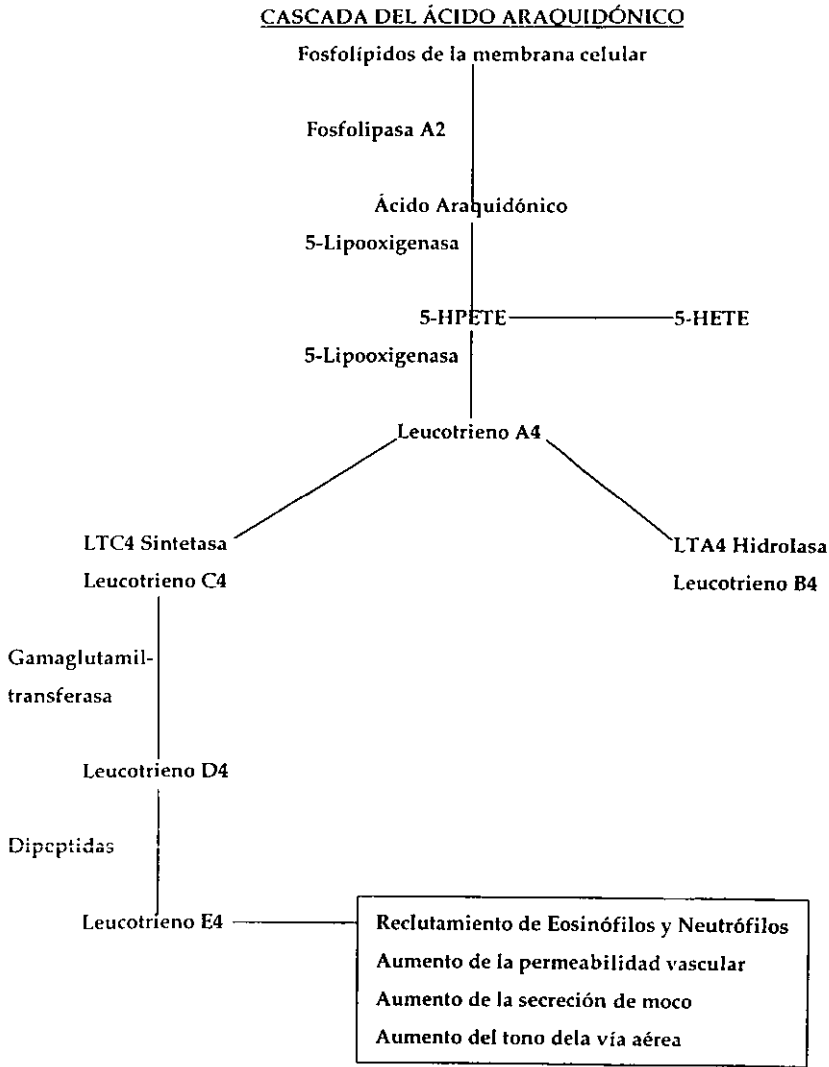 CASCADA DEL ÁCIDO ARAQUIDÓNICO
Fosfolípidos de la membrana celular
Fosfolipasa A2
Ácido Araquidónico
5-Lipooxigenasa
5-HPETE
5-HETE
5-Lipooxigenasa
Leucotrieno A4
LTC4 Sintetasa
LTA4 Hidrolasa
Leucotrieno C4
Leucotrieno B4
Gamaglutamil-
transferasa
Leucotrieno D4
Dipeptidas
Leucotrieno E4
Reclutamiento de Eosinófilos y Neutrófilos
Aumento de la permeabilidad vascular
Aumento de la secreción de moco
Aumento del tono dela vía aérea